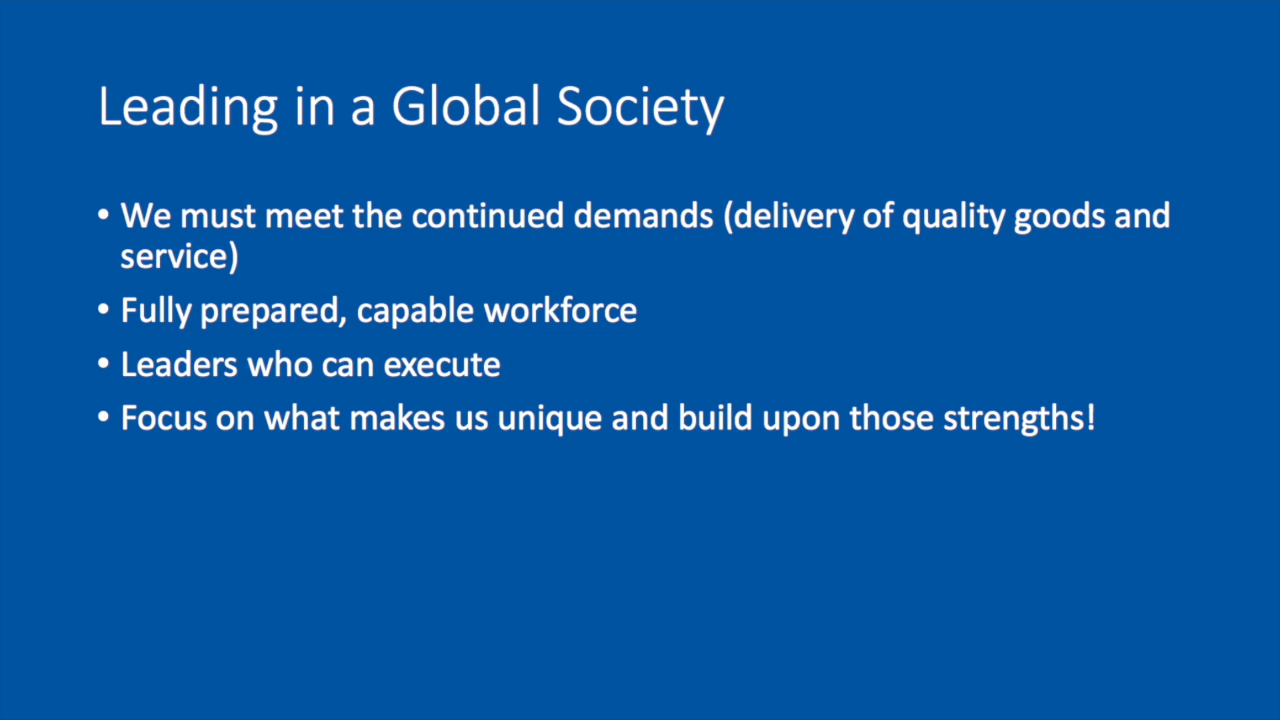 Leading in a Global Society
• We must meet the continued demands (delivery of quality goods and
service)
• Fully prepared, capable workforce
• Leaders who can execute
• Focus on what makes us unique and build upon those strengths!